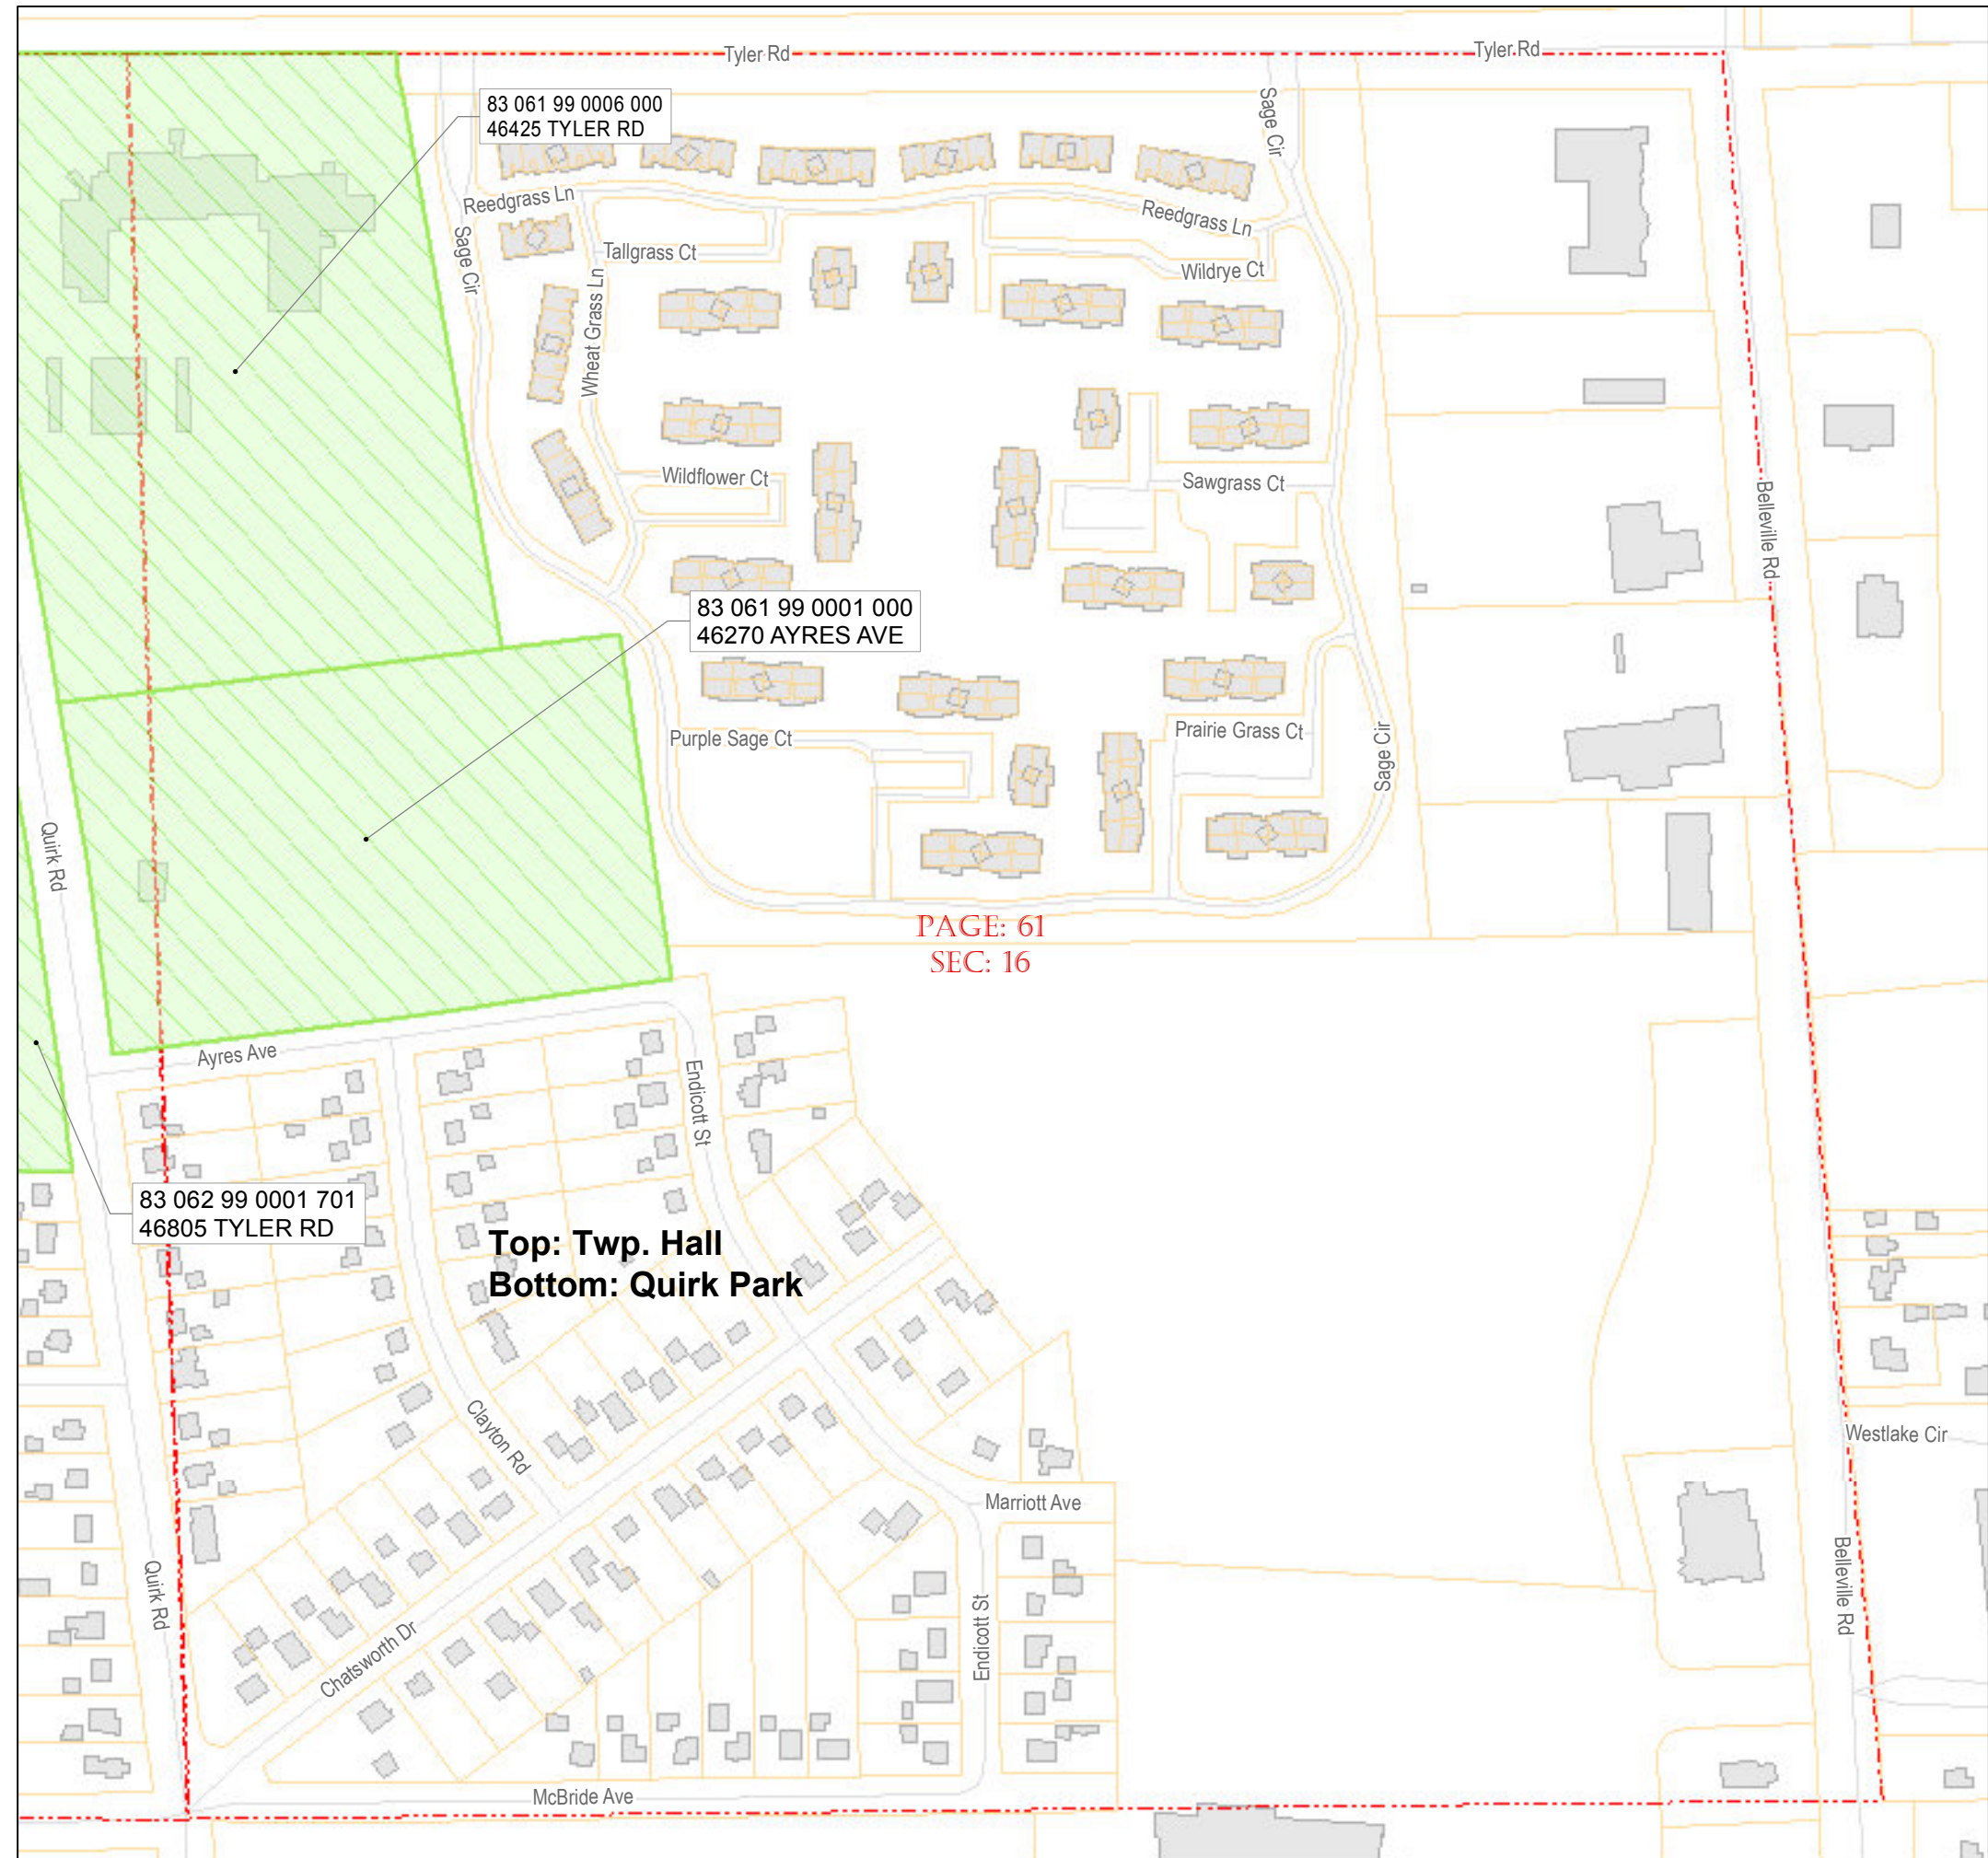 Tyler Rd
Tyler Rd
83 061 99 0006 000
46425 TYLER RD
Sage Cir
Reedgrass Ln
Reedgrass Ln
Sage Cir
Tallgrass Ct
Wildrye Ct
Wheat Grass Ln
Wildflower Ct
Sawgrass Ct
Belleville Rd
83 061 99 0001 000
46270 AYRES AVE
Purple Sage Ct
Prairie Grass Ct
Sage Cir
Quirk Rd
PAGE: 61
SEC: 16
Ayres Ave
Endicott St
83 062 99 0001 701
46805 TYLER RD
Top: Twp. Hall
Bottom: Quirk Park
Clayton Rd
Westlake Cir
Marriott Ave
Quirk Rd
Belleville Rd
Endicott St
Chatsworth Dr
McBride Ave